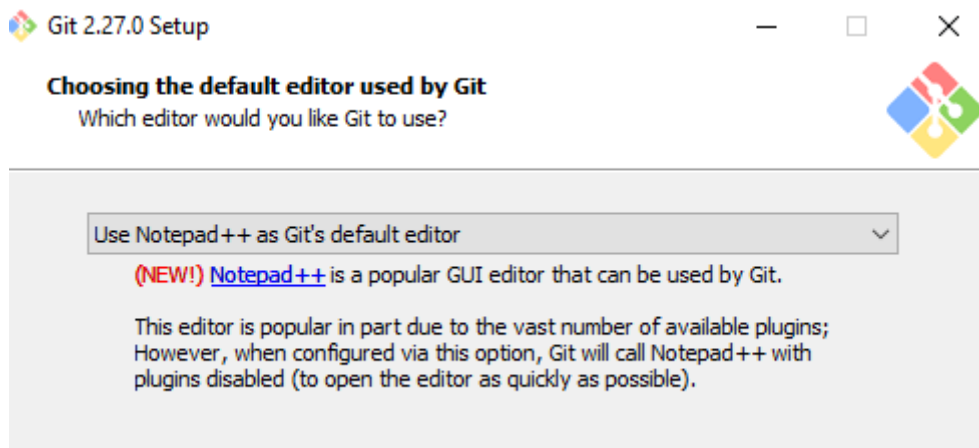 Git 2.27.0 Setup
Choosing the default editor used by Git
Which editor would you like Git to use?
Use Notepad++ as Git's default editor
(NEW!) Notepad++ is a popular GUI editor that can be used by Git.
This editor is popular in part due to the vast number of available plugins;
However, when configured via this option, Git will call Notepad++ with
plugins disabled (to open the editor as quickly as possible).